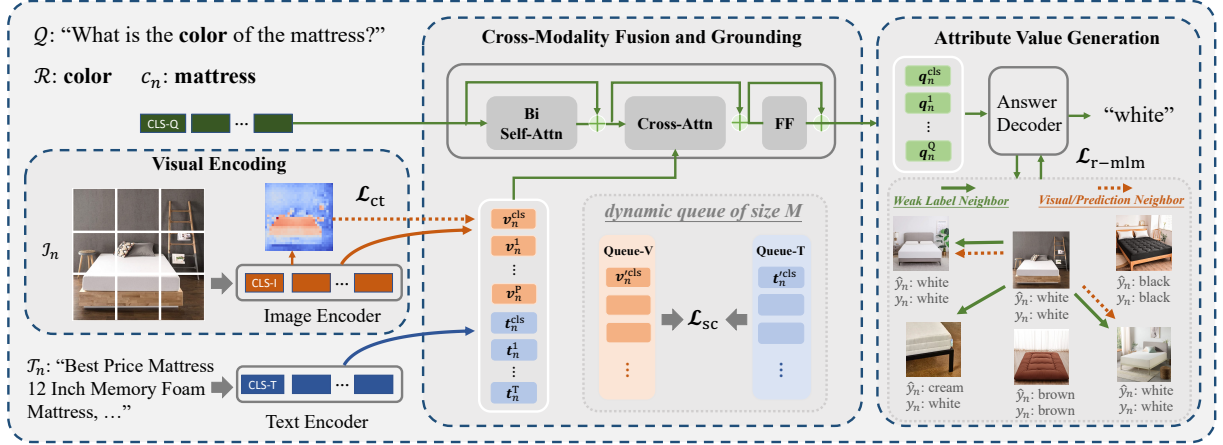 Q: “What is the color of the mattress?”
R: color c_n: mattress
CLS-Q ...
Visual Encoding
I_n
CLS-I ...
Image Encoder
L_ct
T_n: “Best Price Mattress
12 Inch Memory Foam
Mattress, …”
CLS-T ...
Text Encoder
Cross-Modality Fusion and Grounding
Bi
Self-Attn
Cross-Attn
FF
v_n^cls
v_n^1
⋮
v_n^P
t_n^cls
t_n^1
⋮
t_n^T
dynamic queue of size M
Queue-V
v′_n^cls
⋮
L_sc
Queue-T
t′_n^cls
⋮
Attribute Value Generation
q_n^cls
q_n^1
⋮
q_n^Q
Answer
Decoder
“white”
L_r−mlm
Weak Label Neighbor
Visual/Prediction Neighbor
ŷ_n: white
y_n: white
ŷ_n: white
y_n: white
ŷ_n: black
y_n: black
ŷ_n: cream
y_n: white
ŷ_n: brown
y_n: brown
ŷ_n: white
y_n: white